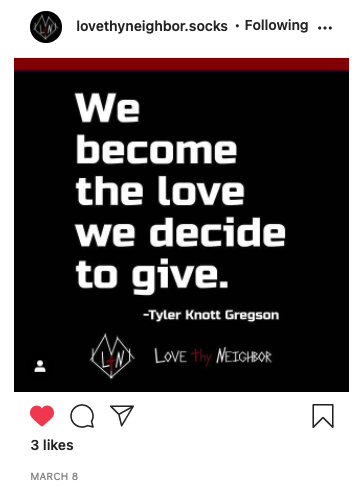 lovethyneighbor.socks • Following
We
become
the love
we decide
to give.
-Tyler Knott Gregson
LtN LOVE thy NEIGHBOR
3 likes
MARCH 8